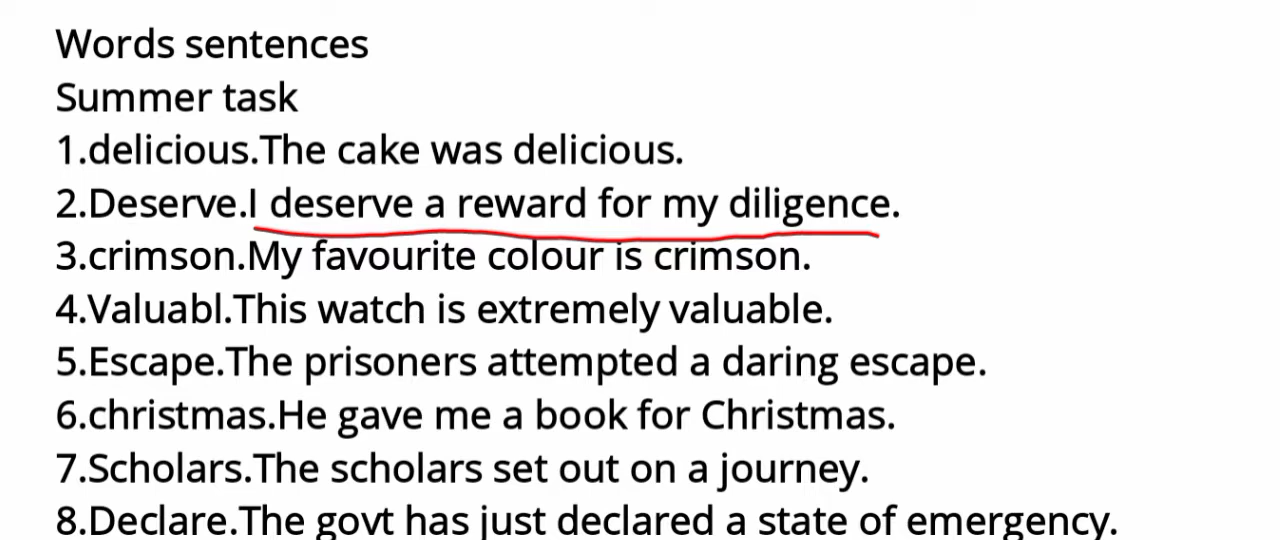 Words sentences
Summer task
1.delicious.The cake was delicious.
2.Deserve.I deserve a reward for my diligence.
3.crimson.My favourite colour is crimson.
4.Valuabl.This watch is extremely valuable.
5.Escape.The prisoners attempted a daring escape.
6.christmas.He gave me a book for Christmas.
7.Scholars.The scholars set out on a journey.
8.Declare.The govt has just declared a state of emergency.